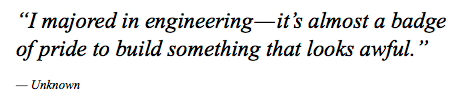 “I majored in engineering—it’s almost a badge
of pride to build something that looks awful.”
— Unknown